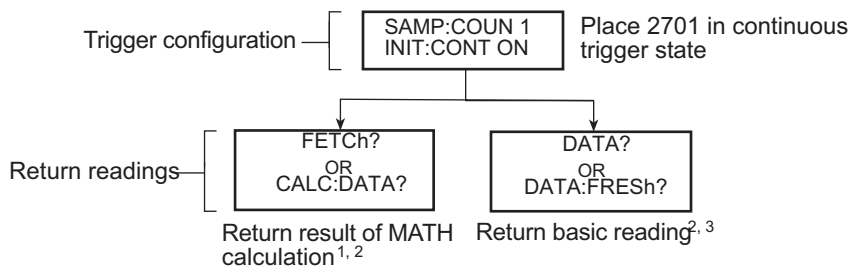 Trigger configuration
SAMP:COUN 1
INIT:CONT ON
Place 2701 in continuous
trigger state
Return readings
FETCh?
OR
CALC:DATA?
DATA?
OR
DATA:FRESh?
Return result of MATH
calculation1, 2
Return basic reading2, 3